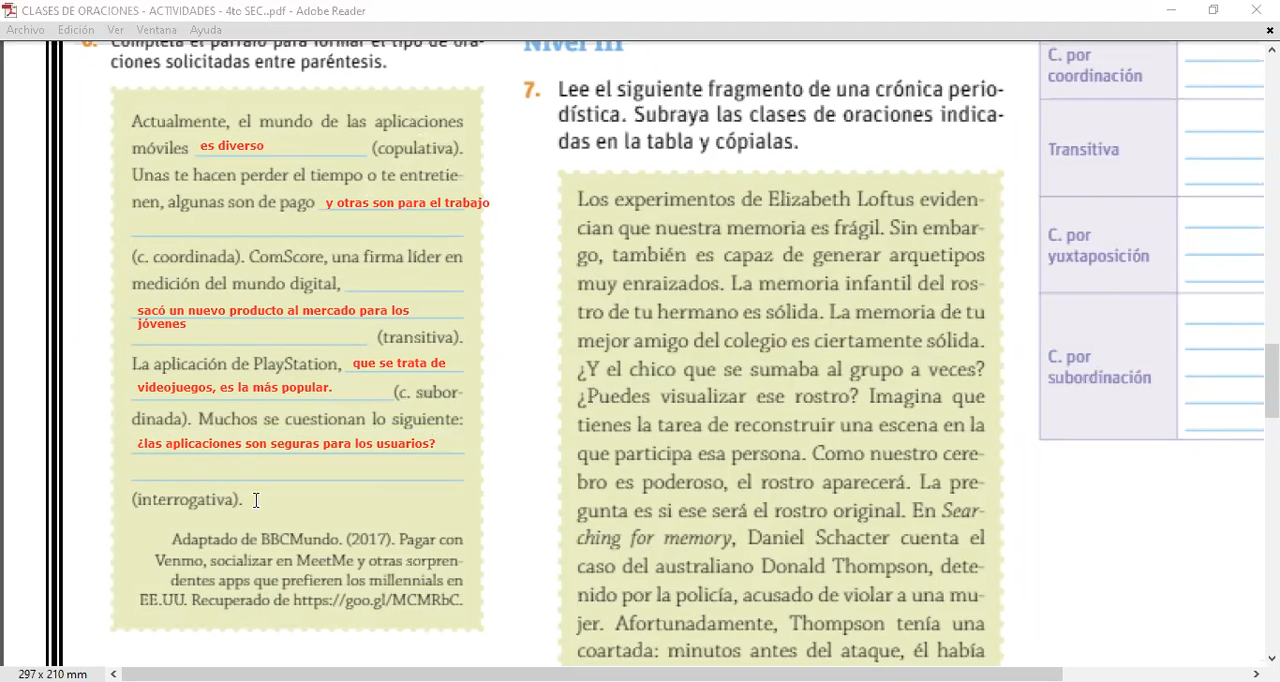 CLASES DE ORACIONES - ACTIVIDADES - 4to SEC..pdf - Adobe Reader
Archivo Edición Ver Ventana Ayuda
6. Completa el párrafo para formar el tipo de ora-
ciones solicitadas entre paréntesis.
Actualmente, el mundo de las aplicaciones
móviles es diverso (copulativa).
Unas te hacen perder el tiempo o te entretie-
nen, algunas son de pago y otras son para el trabajo
(c. coordinada). ComScore, una firma líder en
medición del mundo digital,
sacó un nuevo producto al mercado para los
jóvenes
(transitiva).
La aplicación de PlayStation, que se trata de
videojuegos, es la más popular. (c. subor-
dinada). Muchos se cuestionan lo siguiente:
¿las aplicaciones son seguras para los usuarios?
(interrogativa).
Adaptado de BBCMundo. (2017). Pagar con
Venmo, socializar en MeetMe y otras sorpren-
dentes apps que prefieren los millennials en
EE.UU. Recuperado de https://goo.gl/MCMRbC.
Nivel III
7. Lee el siguiente fragmento de una crónica perio-
dística. Subraya las clases de oraciones indica-
das en la tabla y cópialas.
Los experimentos de Elizabeth Loftus eviden-
cian que nuestra memoria es frágil. Sin embar-
go, también es capaz de generar arquetipos
muy enraizados. La memoria infantil del ros-
tro de tu hermano es sólida. La memoria de tu
mejor amigo del colegio es ciertamente sólida.
¿Y el chico que se sumaba al grupo a veces?
¿Puedes visualizar ese rostro? Imagina que
tienes la tarea de reconstruir una escena en la
que participa esa persona. Como nuestro cere-
bro es poderoso, el rostro aparecerá. La pre-
gunta es si ese será el rostro original. En Sear-
ching for memory, Daniel Schacter cuenta el
caso del australiano Donald Thompson, dete-
nido por la policía, acusado de violar a una mu-
jer. Afortunadamente, Thompson tenía una
coartada: minutos antes del ataque, él había
C. por
coordinación
Transitiva
C. por
yuxtaposición
C. por
subordinación
297 x 210 mm